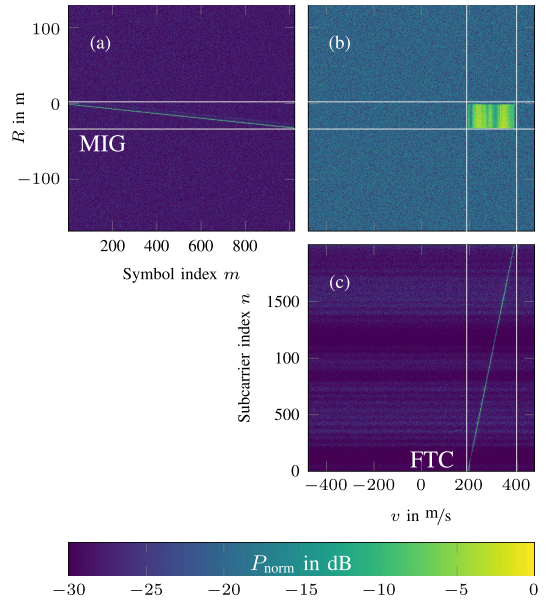 (a)
(b)
100
0
−100
R in m
MIG
200 400 600 800
Symbol index m
(c)
1500
100
500
0
Subcarrier index n
FTC
−400 −200 0 200 400
v in m/s
P_norm in dB
−30 −25 −20 −15 −10 −5 0